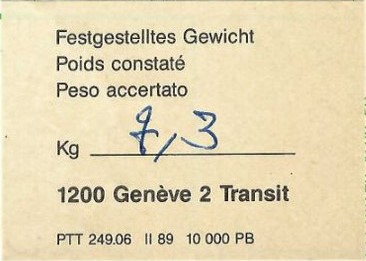 Festgestelltes Gewicht
Poids constaté
Peso accertato
Kg 7,3
1200 Genève 2 Transit
PTT 249.06 II 89 10 000 PB